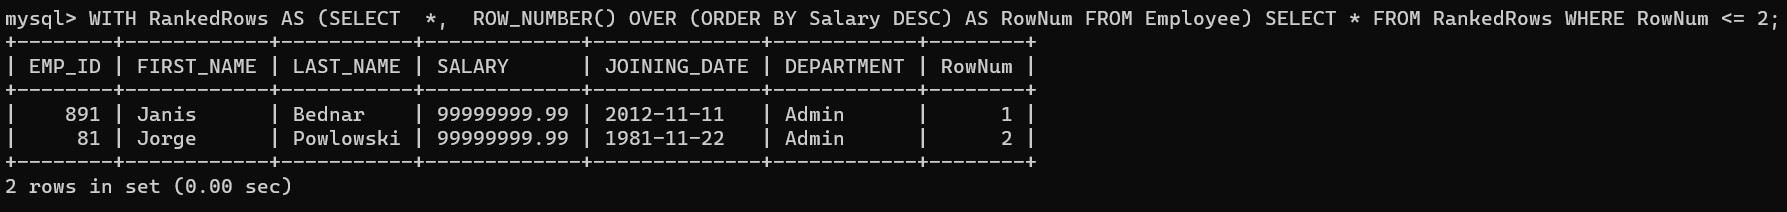 mysql> WITH RankedRows AS (SELECT  *,  ROW_NUMBER() OVER (ORDER BY Salary DESC) AS RowNum FROM Employee) SELECT * FROM RankedRows WHERE RowNum <= 2;
+--------+------------+-----------+-------------+--------------+------------+--------+
| EMP_ID | FIRST_NAME | LAST_NAME | SALARY      | JOINING_DATE | DEPARTMENT | RowNum |
+--------+------------+-----------+-------------+--------------+------------+--------+
|    891 | Janis      | Bednar    | 99999999.99 | 2012-11-11   | Admin      |      1 |
|     81 | Jorge      | Powlowski | 99999999.99 | 1981-11-22   | Admin      |      2 |
+--------+------------+-----------+-------------+--------------+------------+--------+
2 rows in set (0.00 sec)